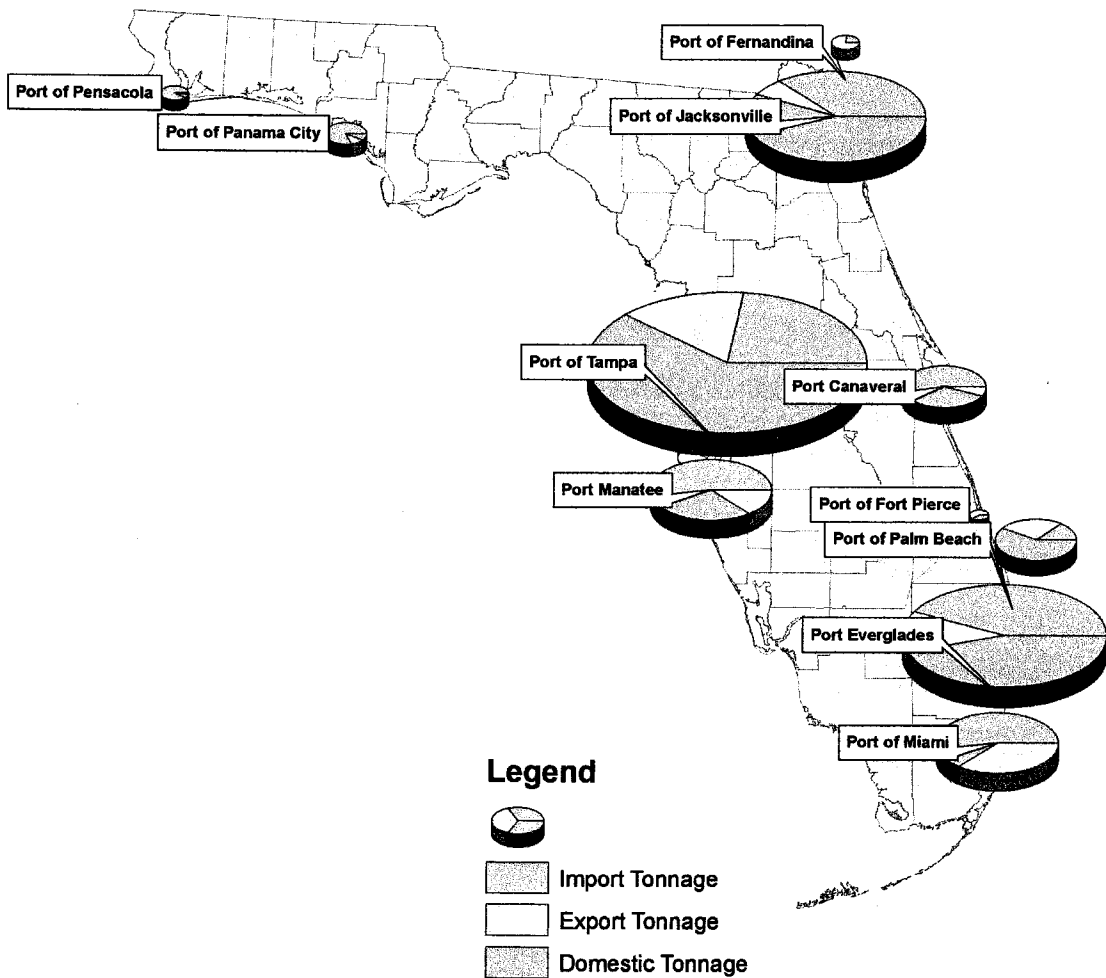 Port of Fernandina
Port of Pensacola
Port of Jacksonville
Port of Panama City
Port of Tampa
Port Canaveral
Port Manatee
Port of Fort Pierce
Port of Palm Beach
Port Everglades
Port of Miami
Legend
Import Tonnage
Export Tonnage
Domestic Tonnage